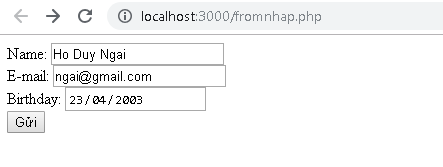 localhost:3000/fromnhap.php
Name: Ho Duy Ngai
E-mail: ngai@gmail.com
Birthday: 23/04/2003
Gửi